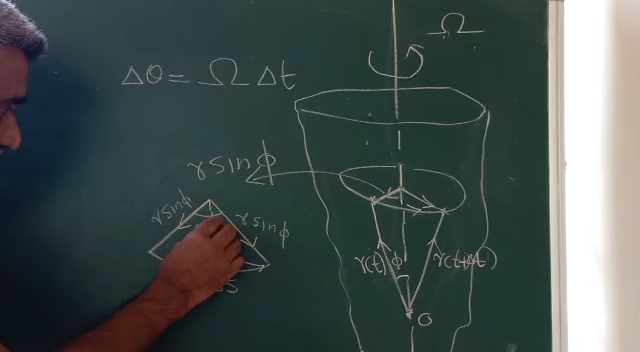 Ω
Δθ = Ω Δt
r sinϕ
r sinϕ
r sinϕ
r(t)
ϕ
r(t+Δt)
O